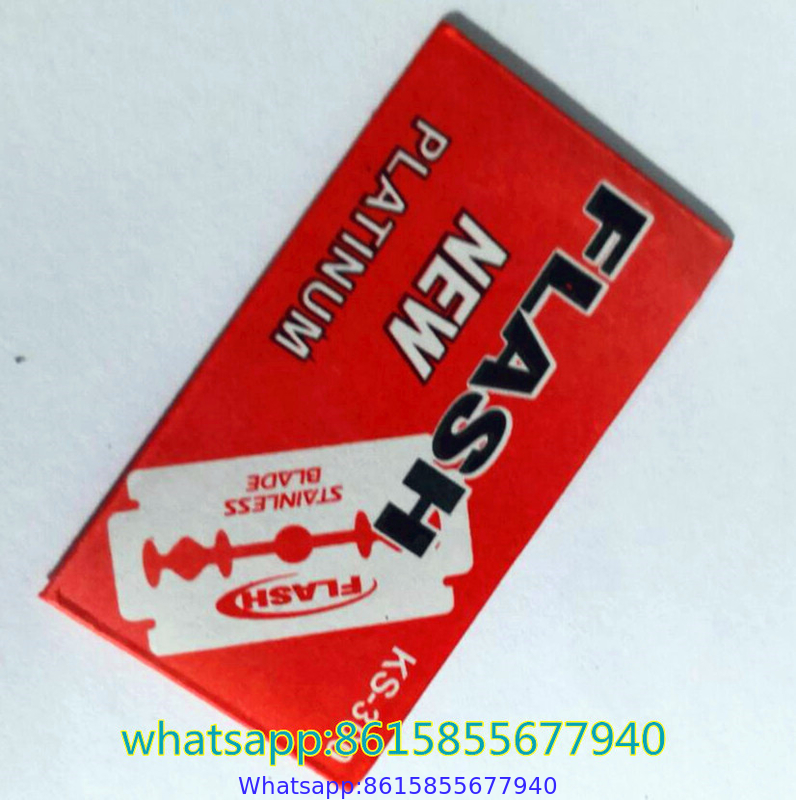 FLASH
NEW
PLATINUM
STAINLESS
BLADE
FLASH
whatsapp:8615855677940
Whatsapp:8615855677940